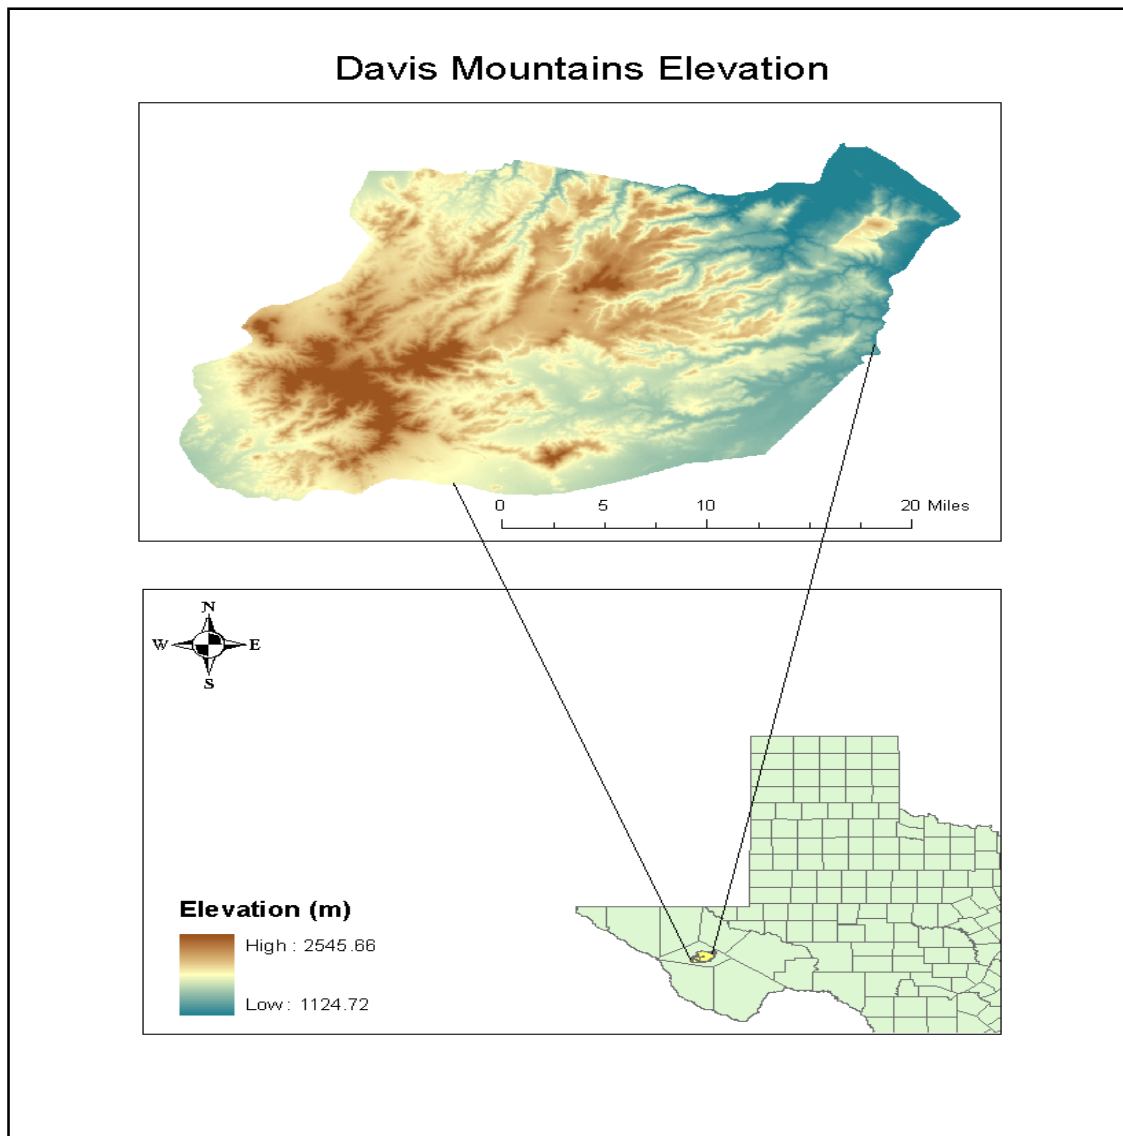 Davis Mountains Elevation
0 5 10 20 Miles
N
W E
S
Elevation (m)
High : 2545.66
Low : 1124.72